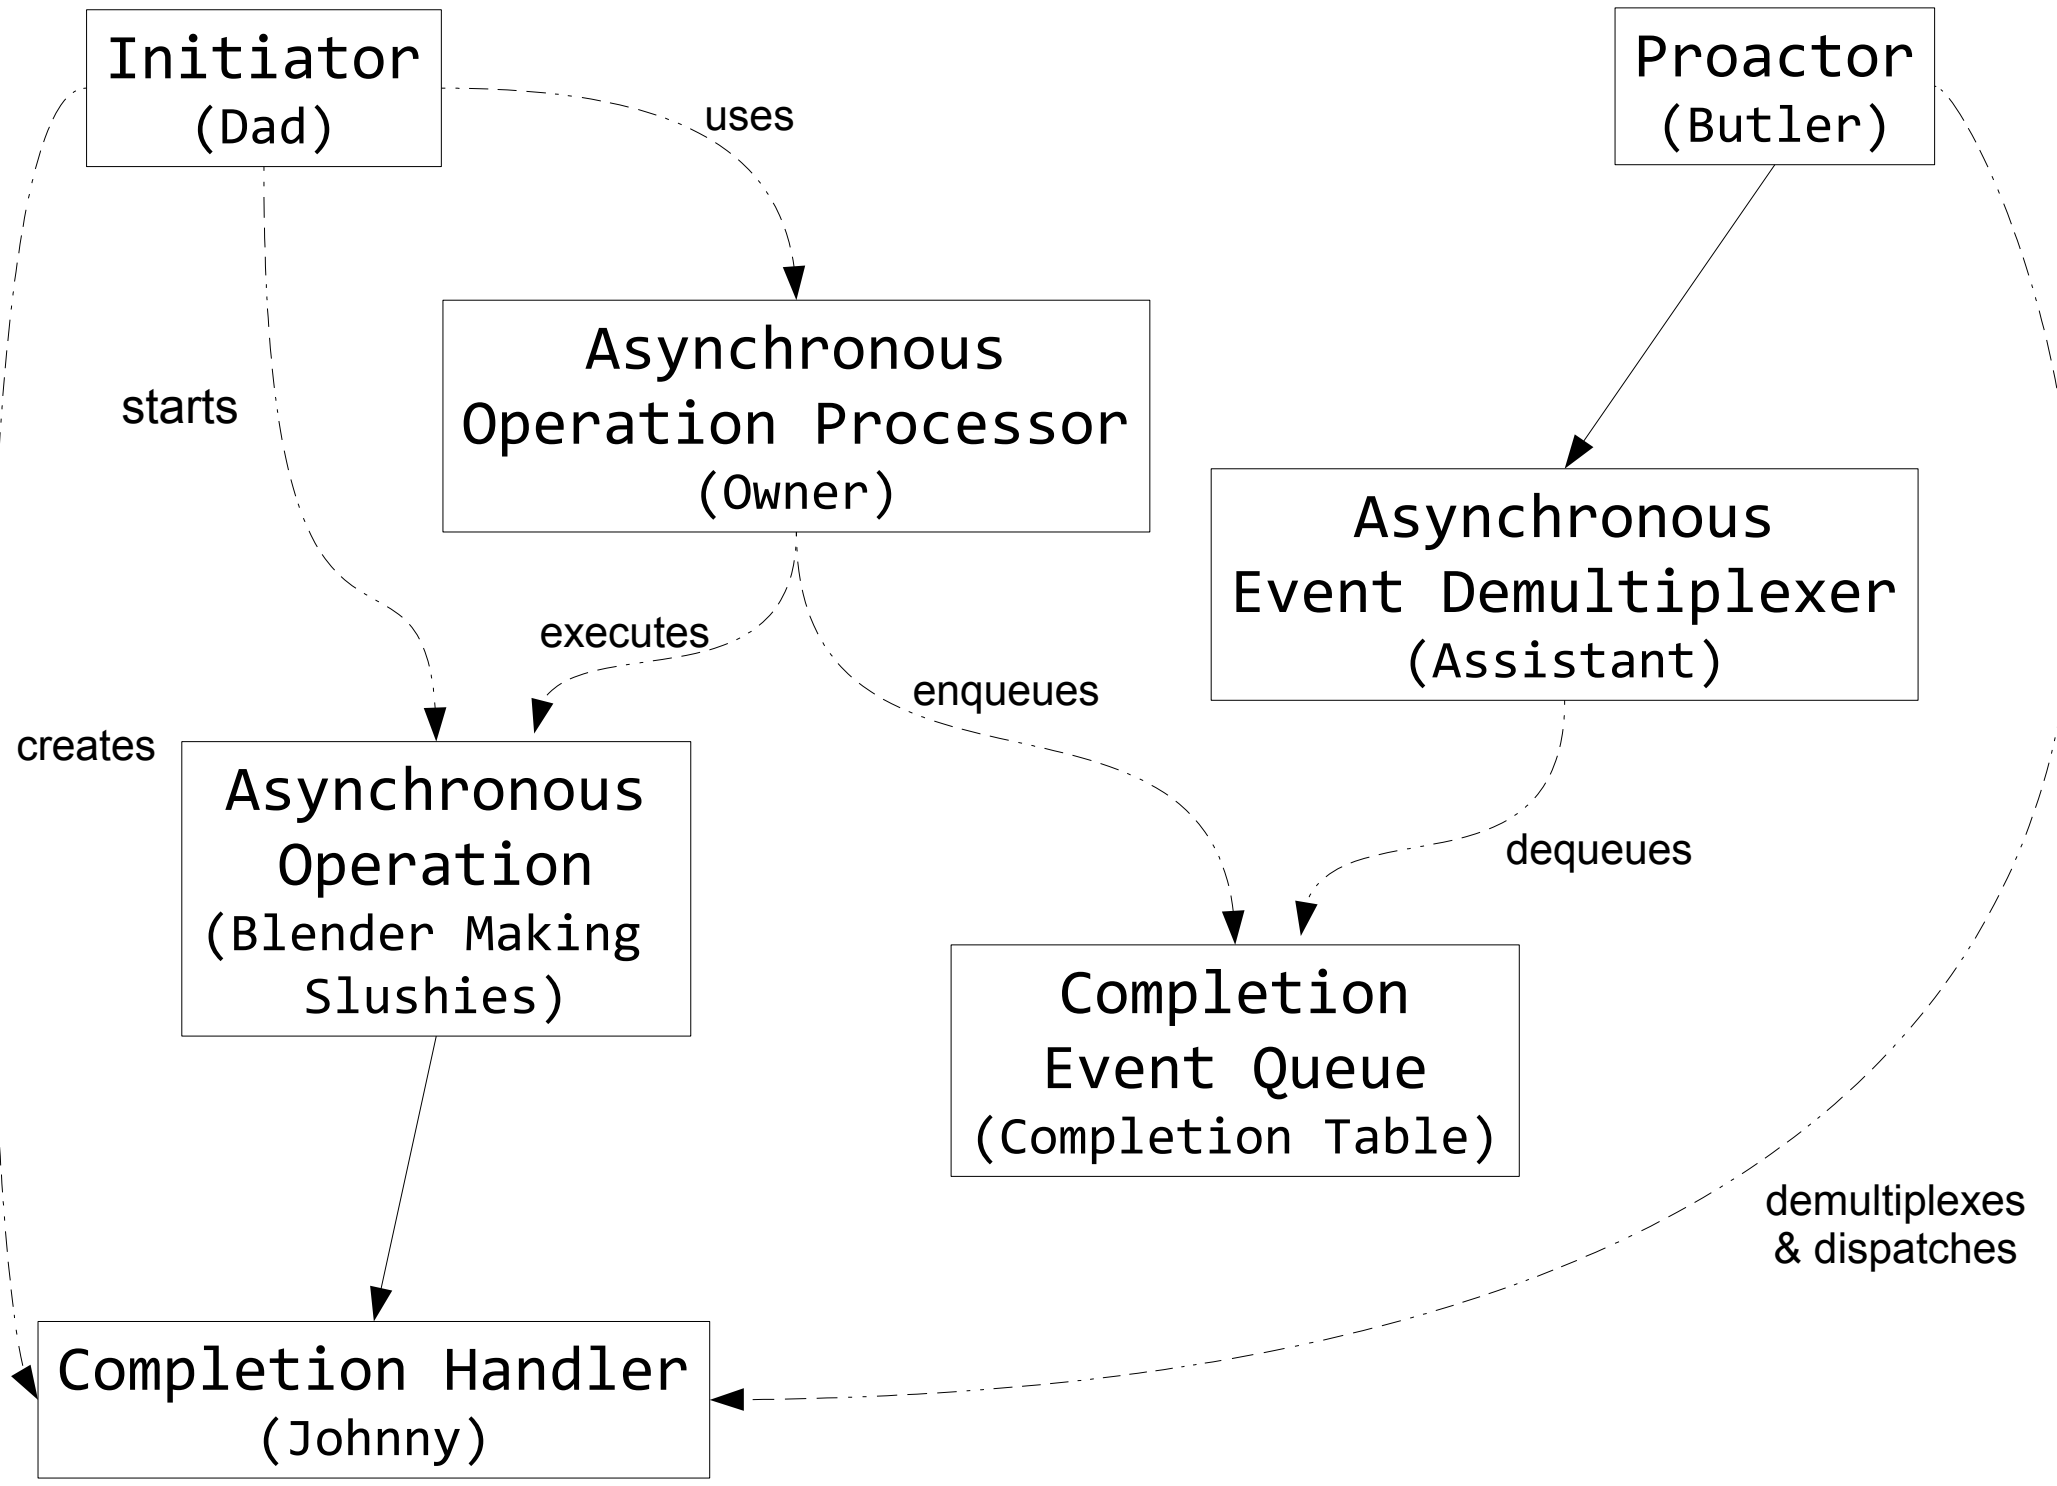 Initiator
(Dad)
Proactor
(Butler)
uses
Asynchronous
Operation Processor
(Owner)
starts
Asynchronous
Event Demultiplexer
(Assistant)
executes
enqueues
creates
Asynchronous
Operation
(Blender Making
Slushies)
dequeues
Completion
Event Queue
(Completion Table)
demultiplexes
& dispatches
Completion Handler
(Johnny)